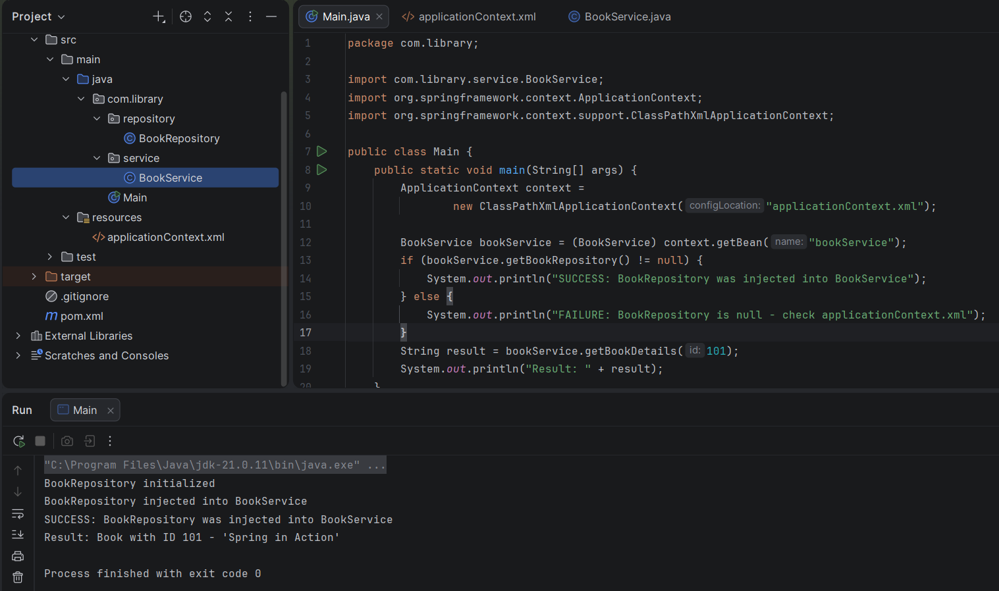 Project
src
main
java
com.library
repository
BookRepository
service
BookService
Main
resources
applicationContext.xml
test
target
.gitignore
pom.xml
External Libraries
Scratches and Consoles
Main.java
applicationContext.xml
BookService.java
1 package com.library;
2
3 import com.library.service.BookService;
4 import org.springframework.context.ApplicationContext;
5 import org.springframework.context.support.ClassPathXmlApplicationContext;
6
7 public class Main {
8 public static void main(String[] args) {
9 ApplicationContext context =
10 new ClassPathXmlApplicationContext( configLocation: "applicationContext.xml");
11
12 BookService bookService = (BookService) context.getBean( name: "bookService");
13 if (bookService.getBookRepository() != null) {
14 System.out.println("SUCCESS: BookRepository was injected into BookService");
15 } else {
16 System.out.println("FAILURE: BookRepository is null - check applicationContext.xml");
17 }
18 String result = bookService.getBookDetails( id: 101);
19 System.out.println("Result: " + result);
20 }
Run
Main
"C:\Program Files\Java\jdk-21.0.11\bin\java.exe" ...
BookRepository initialized
BookRepository injected into BookService
SUCCESS: BookRepository was injected into BookService
Result: Book with ID 101 - 'Spring in Action'
Process finished with exit code 0